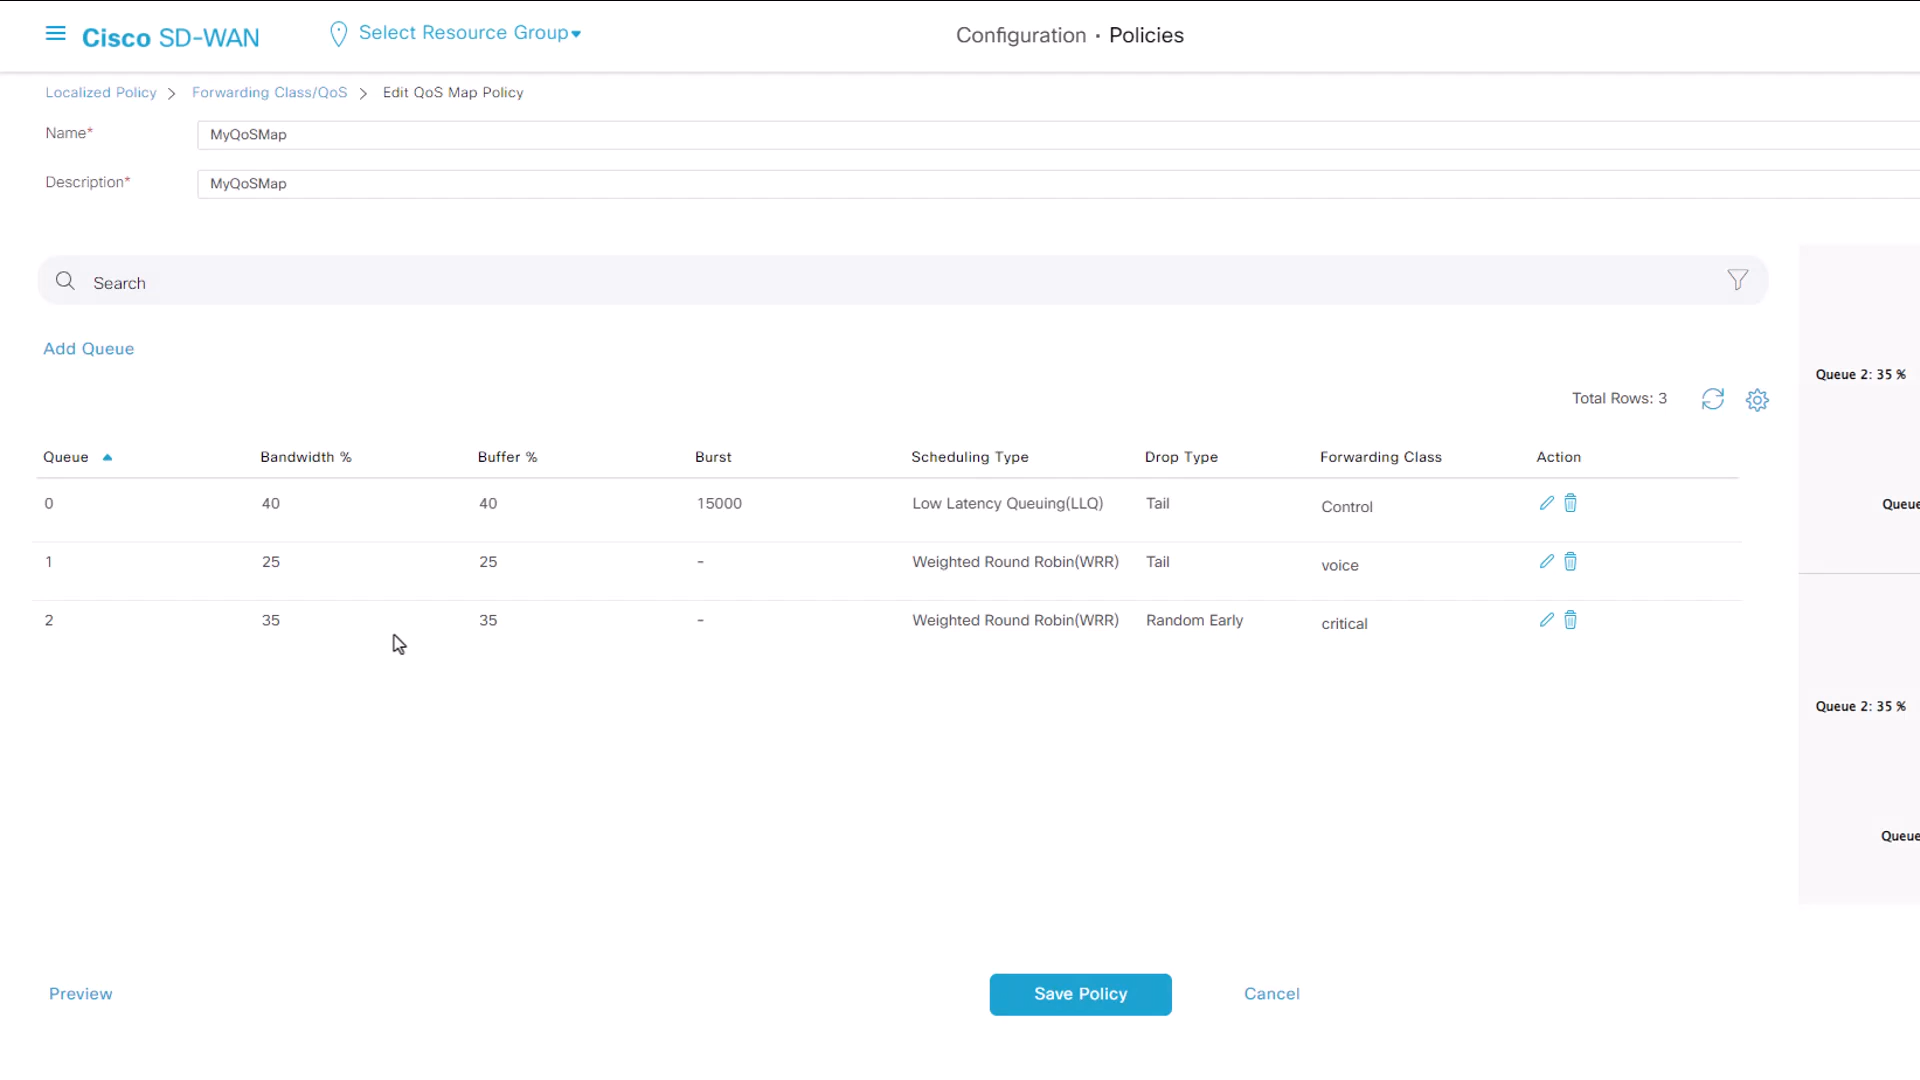 Cisco SD-WAN
Select Resource Group
Configuration · Policies
Localized Policy > Forwarding Class/QoS > Edit QoS Map Policy
Name* MyQoSMap
Description* MyQoSMap
Search
Add Queue
Queue 2: 35 %
Total Rows: 3
Queue Bandwidth % Buffer % Burst Scheduling Type Drop Type Forwarding Class Action
0 40 40 15000 Low Latency Queuing(LLQ) Tail Control
Queue
1 25 25 - Weighted Round Robin(WRR) Tail voice
2 35 35 - Weighted Round Robin(WRR) Random Early critical
Queue 2: 35 %
Queue
Preview Save Policy Cancel